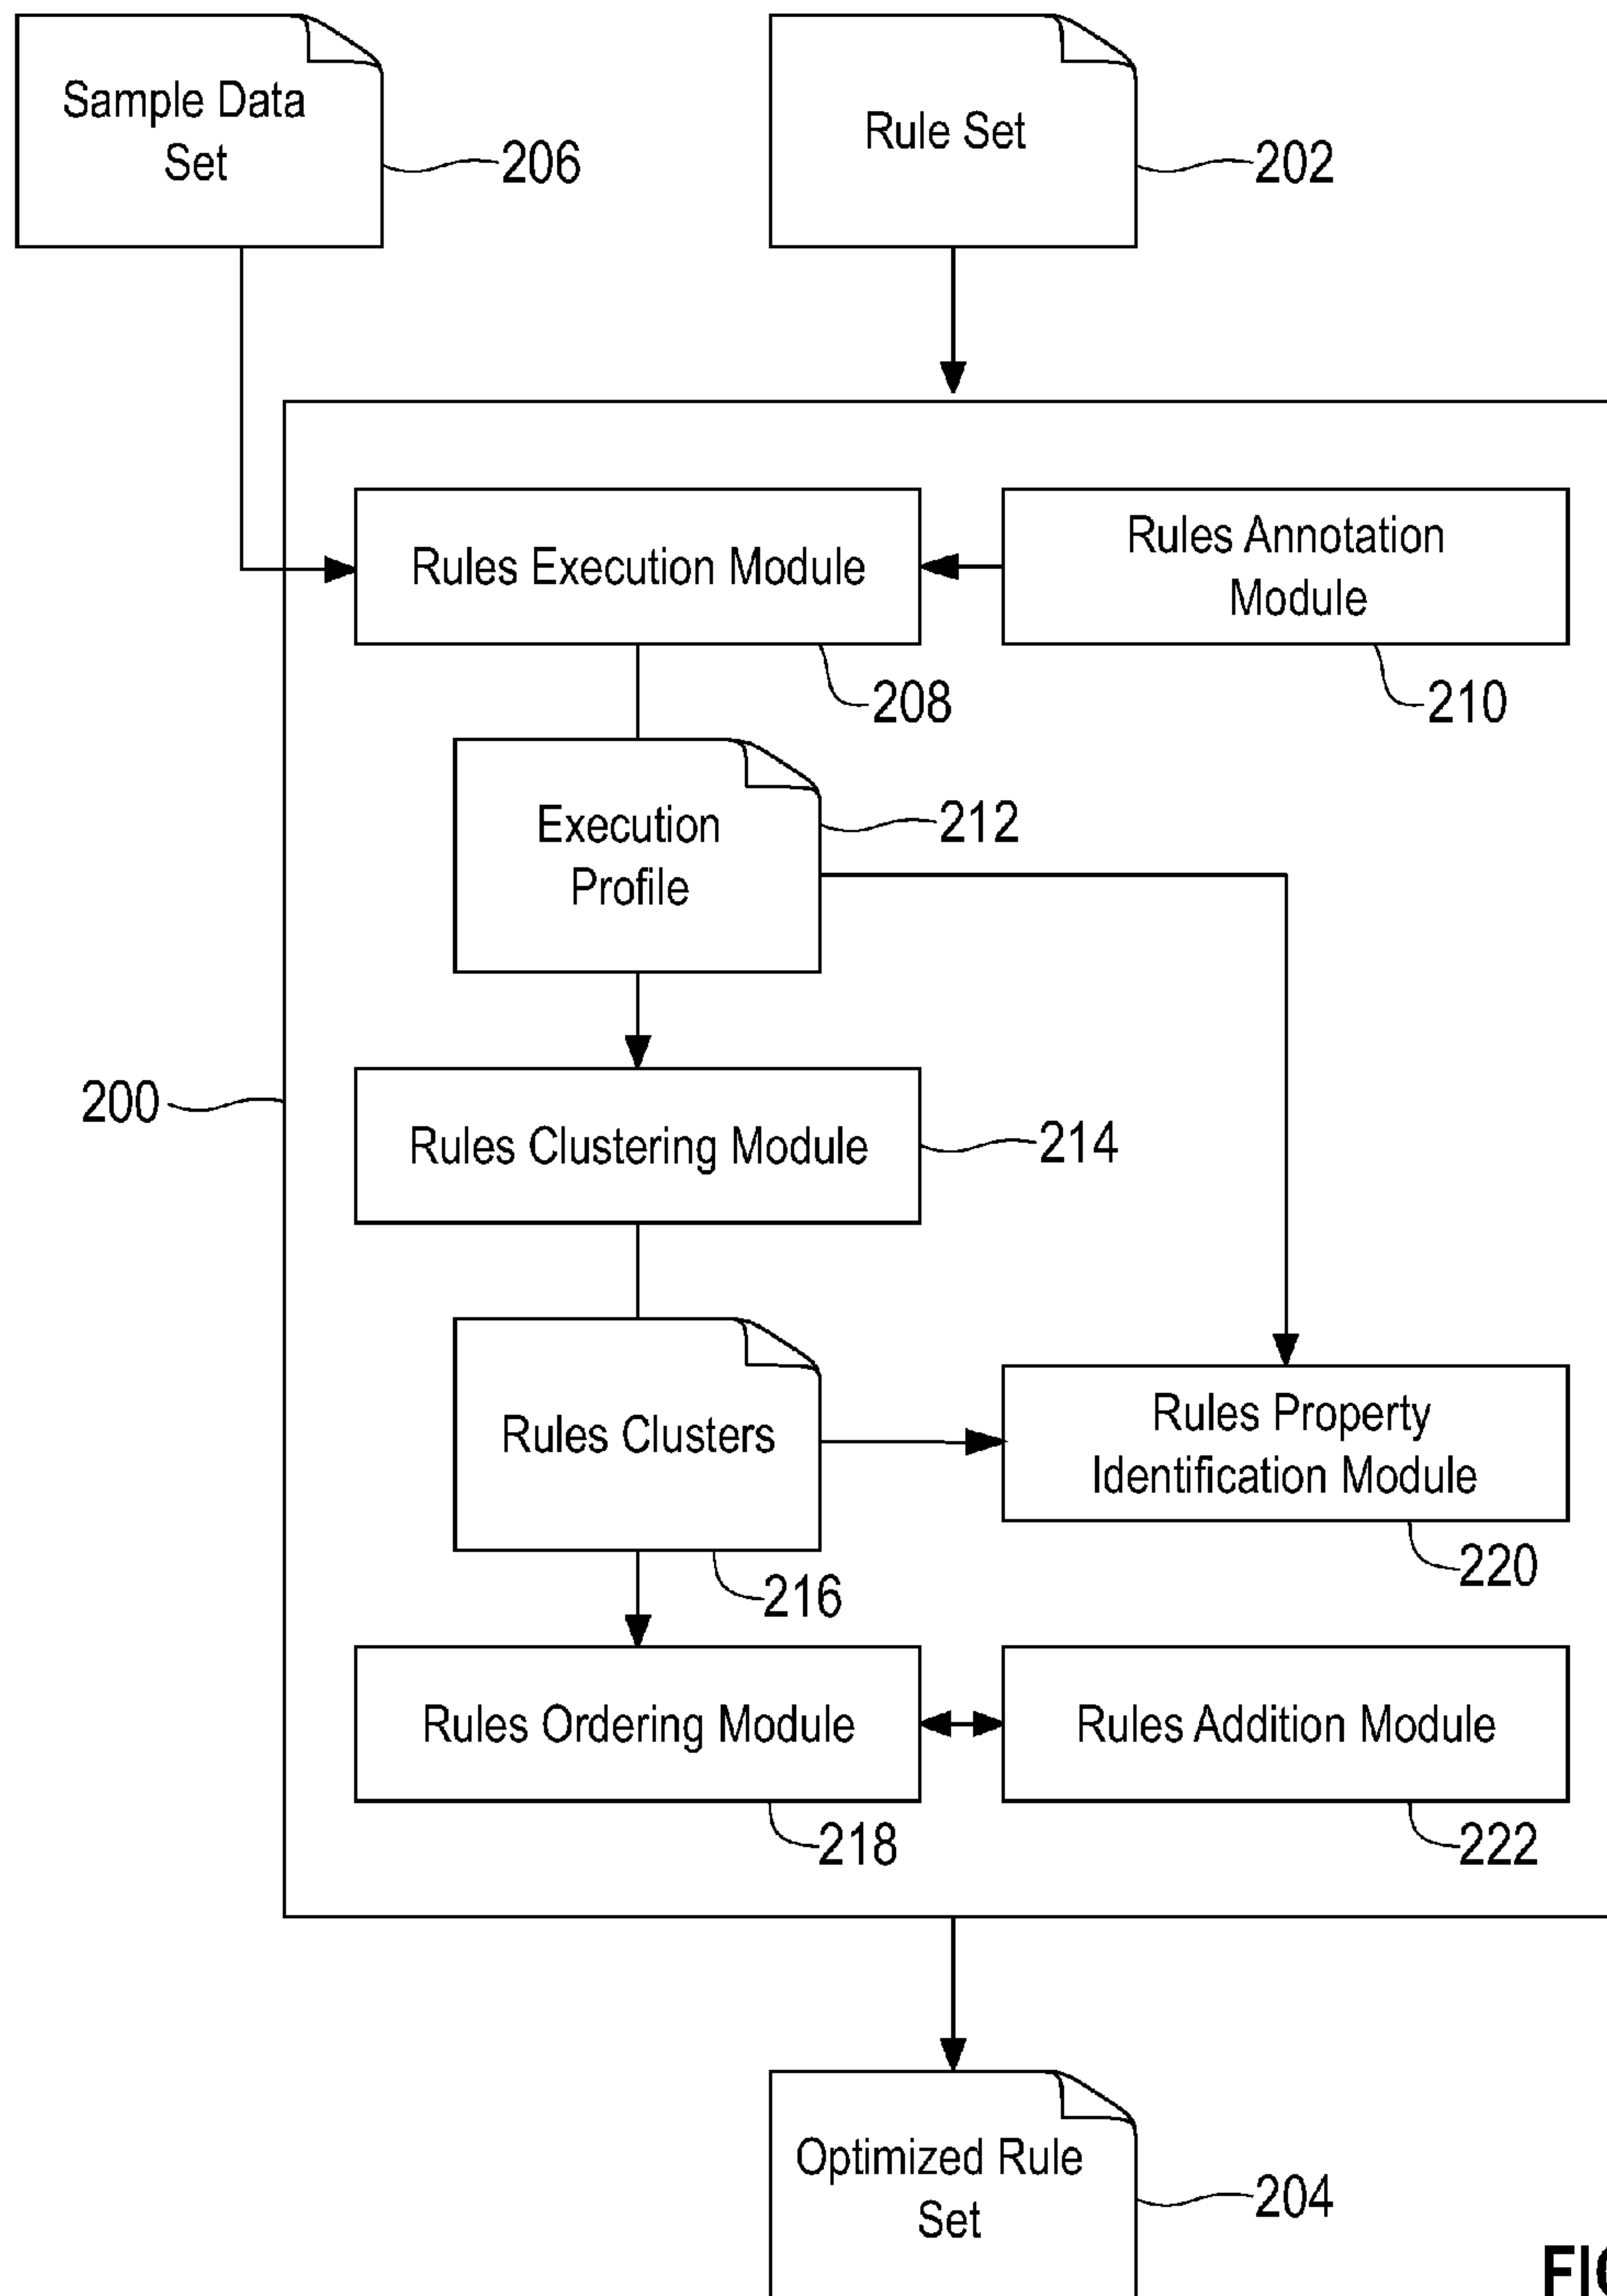 Sample Data
Set
206
Rule Set
202
Rules Execution Module
208
Rules Annotation
Module
210
Execution
Profile
212
200
Rules Clustering Module
214
Rules Clusters
216
Rules Property
Identification Module
220
Rules Ordering Module
218
Rules Addition Module
222
Optimized Rule
Set
204